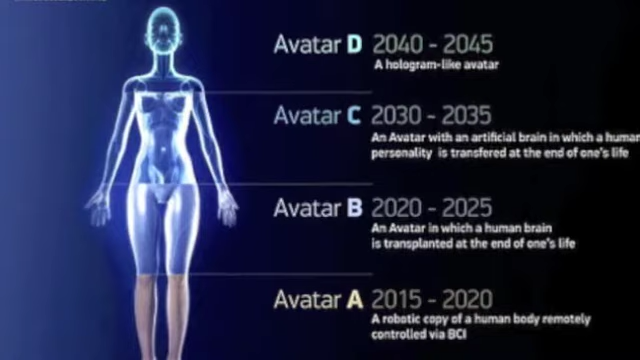 Avatar D 2040 - 2045
A hologram-like avatar
Avatar C 2030 - 2035
An Avatar with an artificial brain in which a human
personality is transfered at the end of one's life
Avatar B 2020 - 2025
An Avatar in which a human brain
is transplanted at the end of one's life
Avatar A 2015 - 2020
A robotic copy of a human body remotely
controlled via BCI